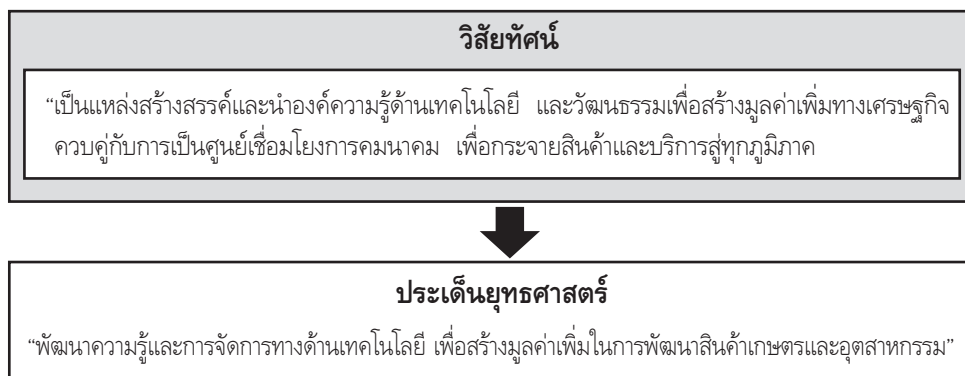 วิสัยทัศน์
“เป็นแหล่งสร้างสรรค์และนำองค์ความรู้ด้านเทคโนโลยี และวัฒนธรรมเพื่อสร้างมูลค่าเพิ่มทางเศรษฐกิจ
ควบคู่กับการเป็นศูนย์เชื่อมโยงการคมนาคม เพื่อกระจายสินค้าและบริการสู่ทุกภูมิภาค
ประเด็นยุทธศาสตร์
“พัฒนาความรู้และการจัดการทางด้านเทคโนโลยี เพื่อสร้างมูลค่าเพิ่มในการพัฒนาสินค้าเกษตรและอุตสาหกรรม”